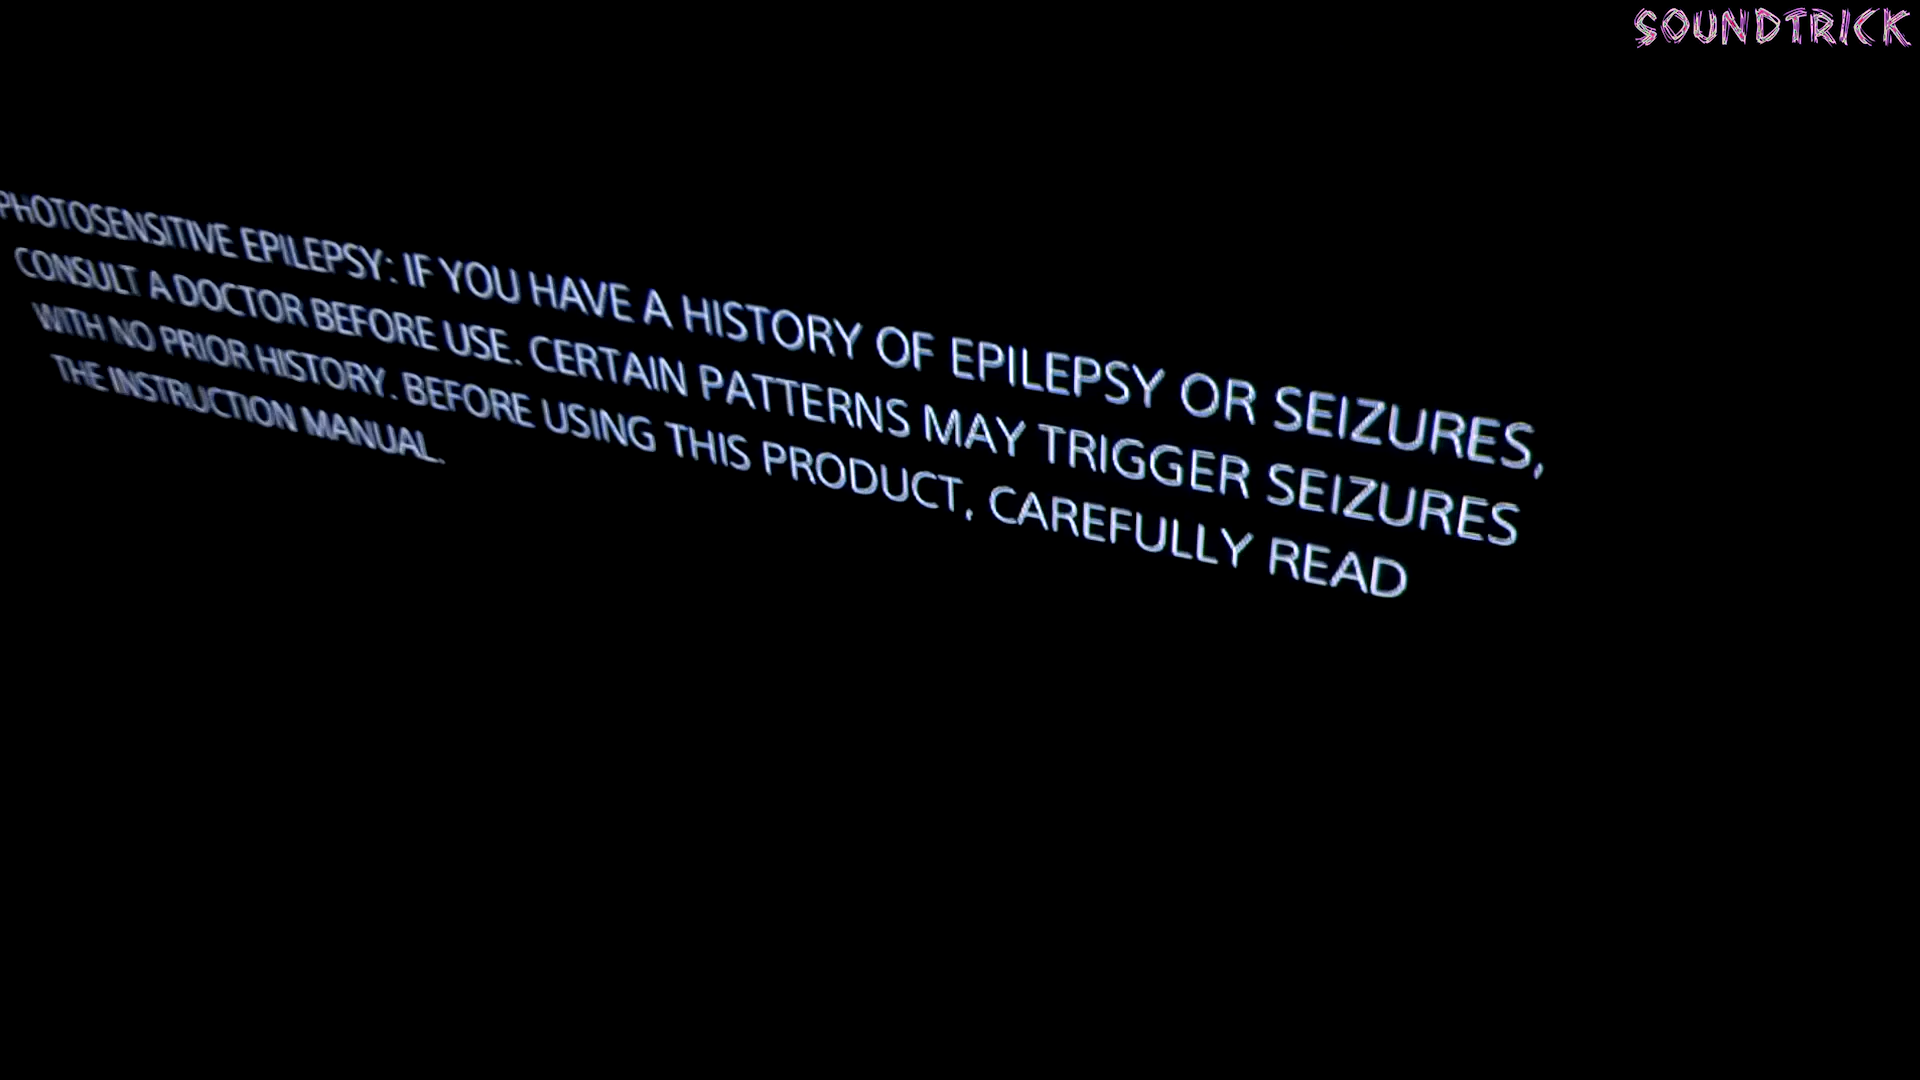 SOUNDTRICK
PHOTOSENSITIVE EPILEPSY: IF YOU HAVE A HISTORY OF EPILEPSY OR SEIZURES,
CONSULT A DOCTOR BEFORE USE. CERTAIN PATTERNS MAY TRIGGER SEIZURES
WITH NO PRIOR HISTORY. BEFORE USING THIS PRODUCT, CAREFULLY READ
THE INSTRUCTION MANUAL.